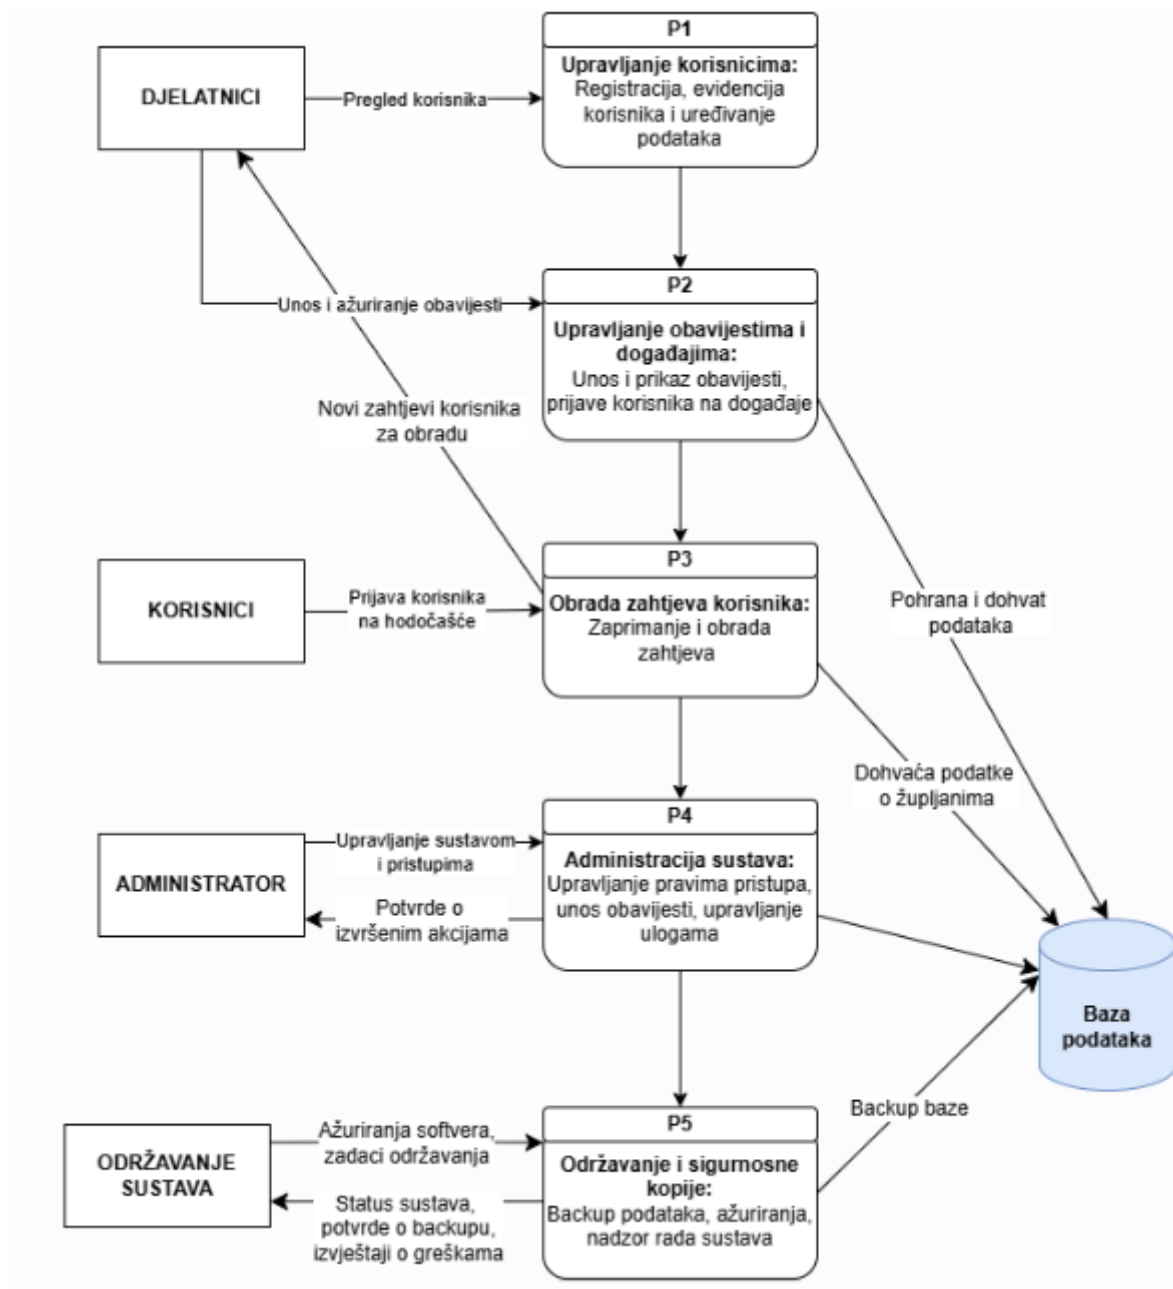 P1
Upravljanje korisnicima:
Registracija, evidencija
korisnika i uređivanje
podataka
DJELATNICI
Pregled korisnika
P2
Upravljanje obavijestima i
događajima:
Unos i prikaz obavijesti,
prijave korisnika na događaje
Unos i ažuriranje obavijesti
Novi zahtjevi korisnika
za obradu
P3
Obrada zahtjeva korisnika:
Zaprimanje i obrada
zahtjeva
KORISNICI
Prijava korisnika
na hodočašće
Pohrana i dohvat
podataka
Dohvaća podatke
o župljanima
P4
Administracija sustava:
Upravljanje pravima pristupa,
unos obavijesti, upravljanje
ulogama
ADMINISTRATOR
Upravljanje sustavom
i pristupima
Potvrde o
izvršenim akcijama
Baza
podataka
Backup baze
P5
Održavanje i sigurnosne
kopije:
Backup podataka, ažuriranja,
nadzor rada sustava
ODRŽAVANJE
SUSTAVA
Ažuriranja softvera,
zadaci održavanja
Status sustava,
potvrde o backupu,
izvještaji o greškama